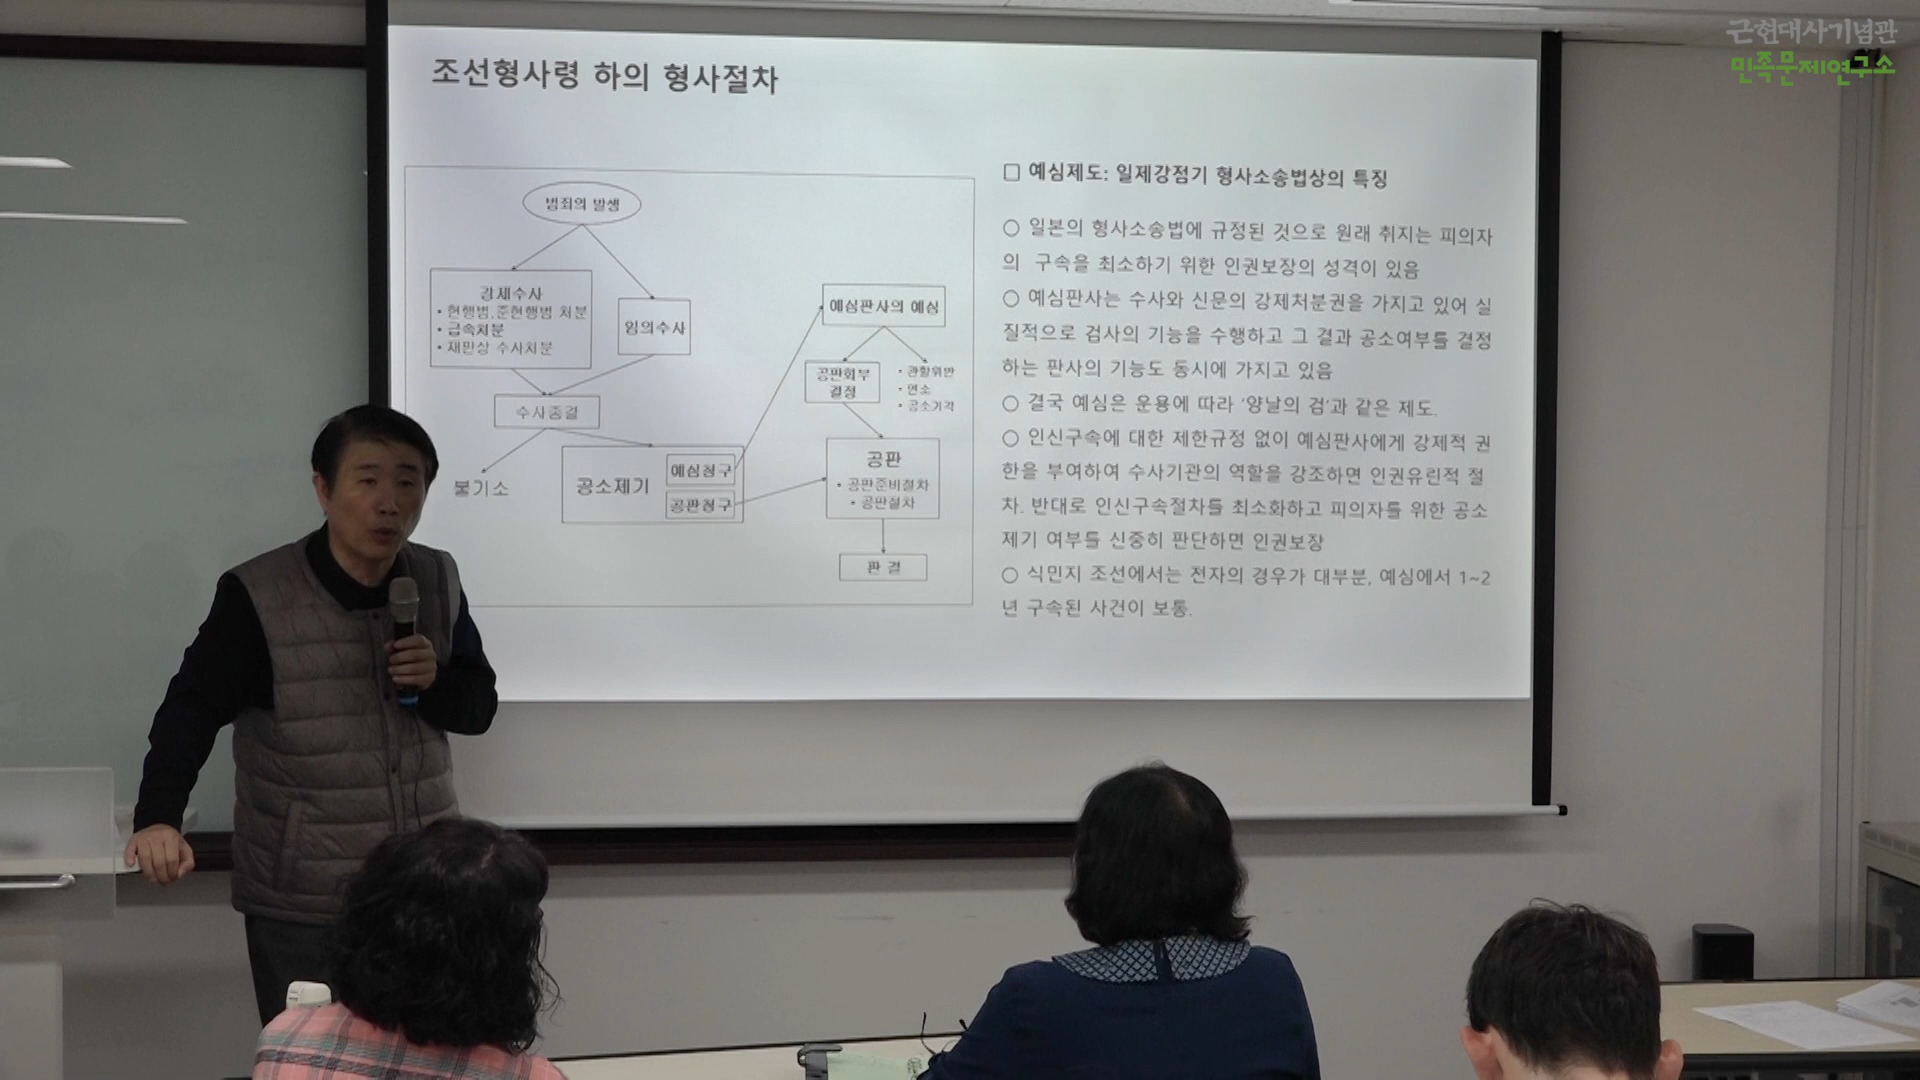 근현대사기념관
민족문제연구소
조선형사령 하의 형사절차
범죄의 발생
강제수사
• 현행범,준현행범 처분
• 급속처분
• 재판상 수사처분
임의수사
수사종결
불기소
공소제기
예심청구
공판청구
예심판사의 예심
공판회부
결정
• 관할위반
• 면소
• 공소기각
공판
• 공판준비절차
• 공판절차
판 결
□ 예심제도: 일제강점기 형사소송법상의 특징
○ 일본의 형사소송법에 규정된 것으로 원래 취지는 피의자
의 구속을 최소하기 위한 인권보장의 성격이 있음
○ 예심판사는 수사와 신문의 강제처분권을 가지고 있어 실
질적으로 검사의 기능을 수행하고 그 결과 공소여부를 결정
하는 판사의 기능도 동시에 가지고 있음
○ 결국 예심은 운용에 따라 '양날의 검'과 같은 제도.
○ 인신구속에 대한 제한규정 없이 예심판사에게 강제적 권
한을 부여하여 수사기관의 역할을 강조하면 인권유린적 절
차. 반대로 인신구속절차를 최소화하고 피의자를 위한 공소
제기 여부를 신중히 판단하면 인권보장
○ 식민지 조선에서는 전자의 경우가 대부분, 예심에서 1~2
년 구속된 사건이 보통.